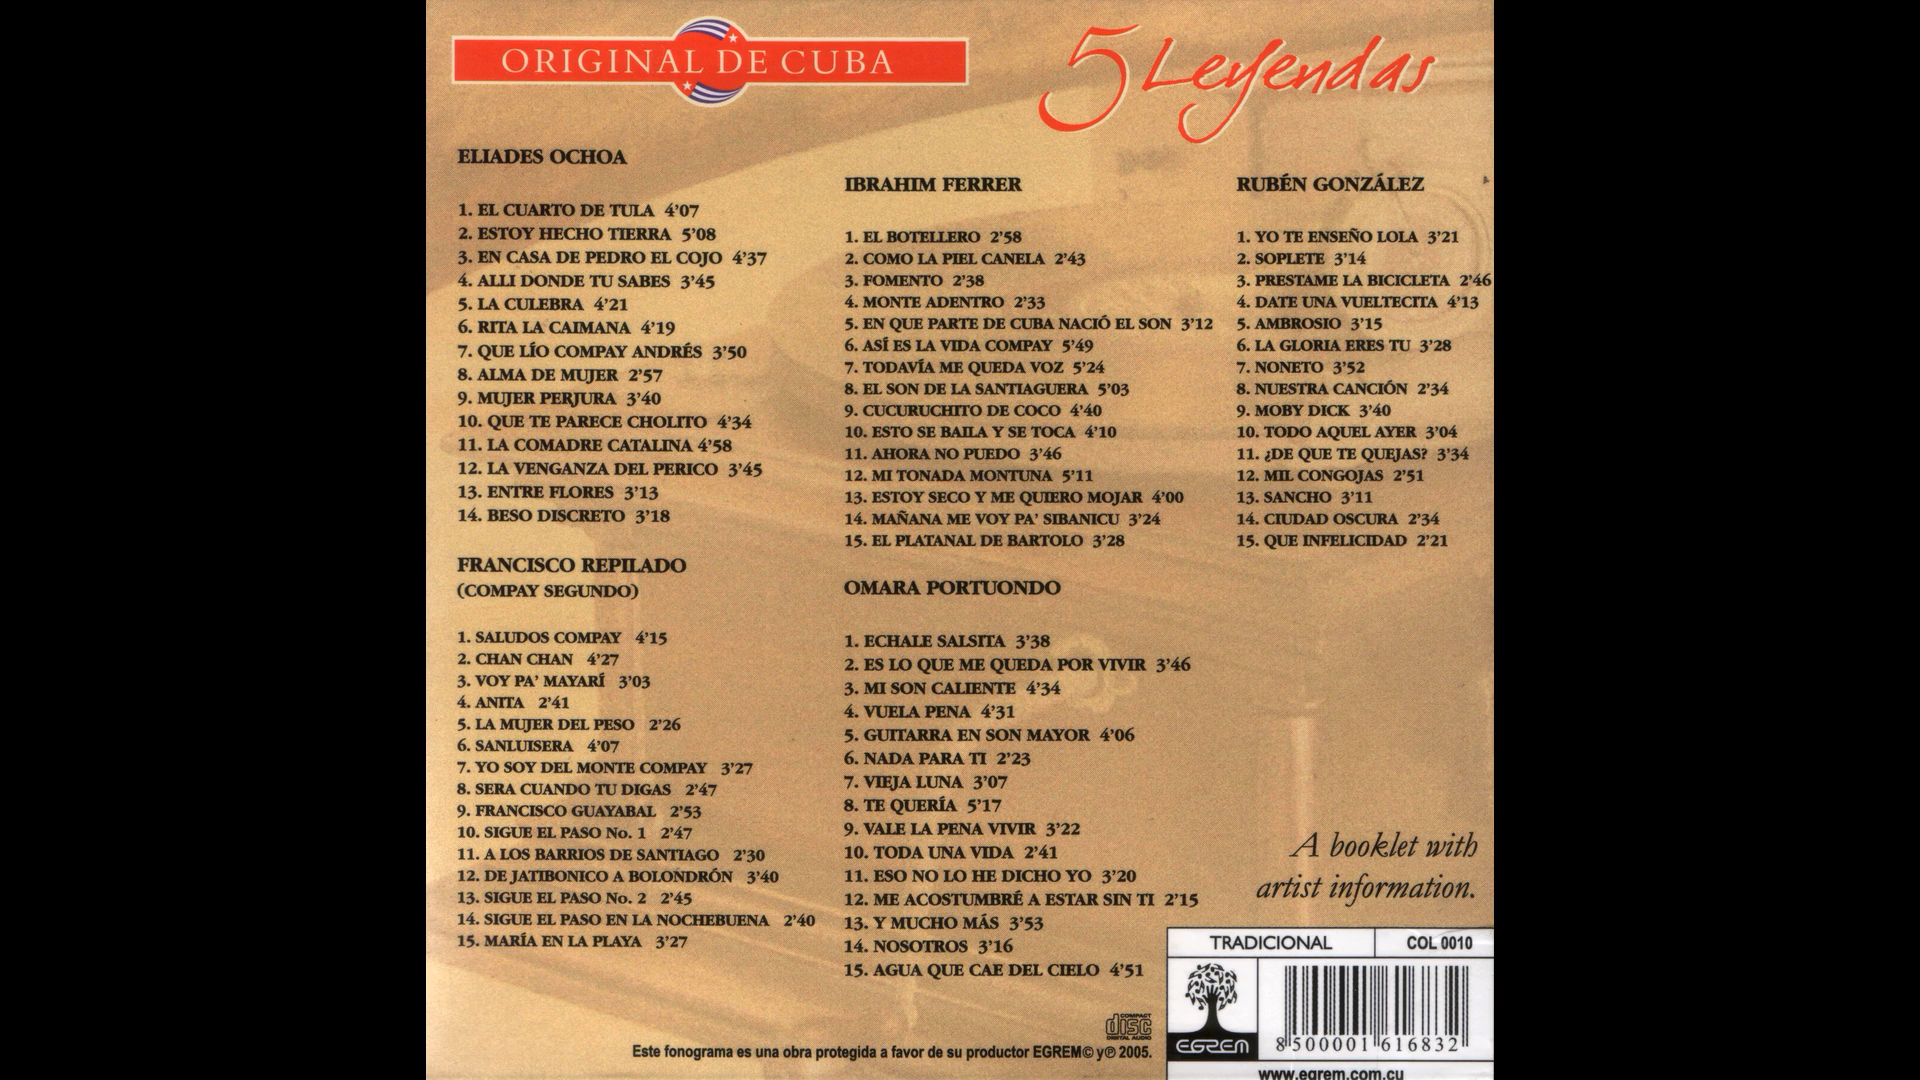 ORIGINAL DE CUBA
5 Leyendas
ELIADES OCHOA
1. EL CUARTO DE TULA 4'07
2. ESTOY HECHO TIERRA 5'08
3. EN CASA DE PEDRO EL COJO 4'37
4. ALLI DONDE TU SABES 3'45
5. LA CULEBRA 4'21
6. RITA LA CAIMANA 4'19
7. QUE LÍO COMPAY ANDRÉS 3'50
8. ALMA DE MUJER 2'57
9. MUJER PERJURA 3'40
10. QUE TE PARECE CHOLITO 4'34
11. LA COMADRE CATALINA 4'58
12. LA VENGANZA DEL PERICO 3'45
13. ENTRE FLORES 3'13
14. BESO DISCRETO 3'18
FRANCISCO REPILADO
(COMPAY SEGUNDO)
1. SALUDOS COMPAY 4'15
2. CHAN CHAN 4'27
3. VOY PA' MAYARÍ 3'03
4. ANITA 2'41
5. LA MUJER DEL PESO 2'26
6. SANLUISERA 4'07
7. YO SOY DEL MONTE COMPAY 3'27
8. SERA CUANDO TU DIGAS 2'47
9. FRANCISCO GUAYABAL 2'53
10. SIGUE EL PASO No. 1 2'47
11. A LOS BARRIOS DE SANTIAGO 2'30
12. DE JATIBONICO A BOLONDRÓN 3'40
13. SIGUE EL PASO No. 2 2'45
14. SIGUE EL PASO EN LA NOCHEBUENA 2'40
15. MARÍA EN LA PLAYA 3'27
IBRAHIM FERRER
1. EL BOTELLERO 2'58
2. COMO LA PIEL CANELA 2'43
3. FOMENTO 2'38
4. MONTE ADENTRO 2'33
5. EN QUE PARTE DE CUBA NACIÓ EL SON 3'12
6. ASÍ ES LA VIDA COMPAY 5'49
7. TODAVÍA ME QUEDA VOZ 5'24
8. EL SON DE LA SANTIAGUERA 5'03
9. CUCURUCHITO DE COCO 4'40
10. ESTO SE BAILA Y SE TOCA 4'10
11. AHORA NO PUEDO 3'46
12. MI TONADA MONTUNA 5'11
13. ESTOY SECO Y ME QUIERO MOJAR 4'00
14. MAÑANA ME VOY PA' SIBANICU 3'24
15. EL PLATANAL DE BARTOLO 3'28
OMARA PORTUONDO
1. ECHALE SALSITA 3'38
2. ES LO QUE ME QUEDA POR VIVIR 3'46
3. MI SON CALIENTE 4'34
4. VUELA PENA 4'31
5. GUITARRA EN SON MAYOR 4'06
6. NADA PARA TI 2'23
7. VIEJA LUNA 3'07
8. TE QUERÍA 5'17
9. VALE LA PENA VIVIR 3'22
10. TODA UNA VIDA 2'41
11. ESO NO LO HE DICHO YO 3'20
12. ME ACOSTUMBRÉ A ESTAR SIN TI 2'15
13. Y MUCHO MÁS 3'53
14. NOSOTROS 3'16
15. AGUA QUE CAE DEL CIELO 4'51
RUBÉN GONZÁLEZ
1. YO TE ENSEÑO LOLA 3'21
2. SOPLETE 3'14
3. PRESTAME LA BICICLETA 2'46
4. DATE UNA VUELTECITA 4'13
5. AMBROSIO 3'15
6. LA GLORIA ERES TU 3'28
7. NONETO 3'52
8. NUESTRA CANCIÓN 2'34
9. MOBY DICK 3'40
10. TODO AQUEL AYER 3'04
11. ¿DE QUE TE QUEJAS? 3'34
12. MIL CONGOJAS 2'51
13. SANCHO 3'11
14. CIUDAD OSCURA 2'34
15. QUE INFELICIDAD 2'21
A booklet with
artist information.
TRADICIONAL COL 0010
EGREM
8 500001 616832
COMPACT
disc
DIGITAL AUDIO
Este fonograma es una obra protegida a favor de su productor EGREM© y℗ 2005.
www.egrem.com.cu